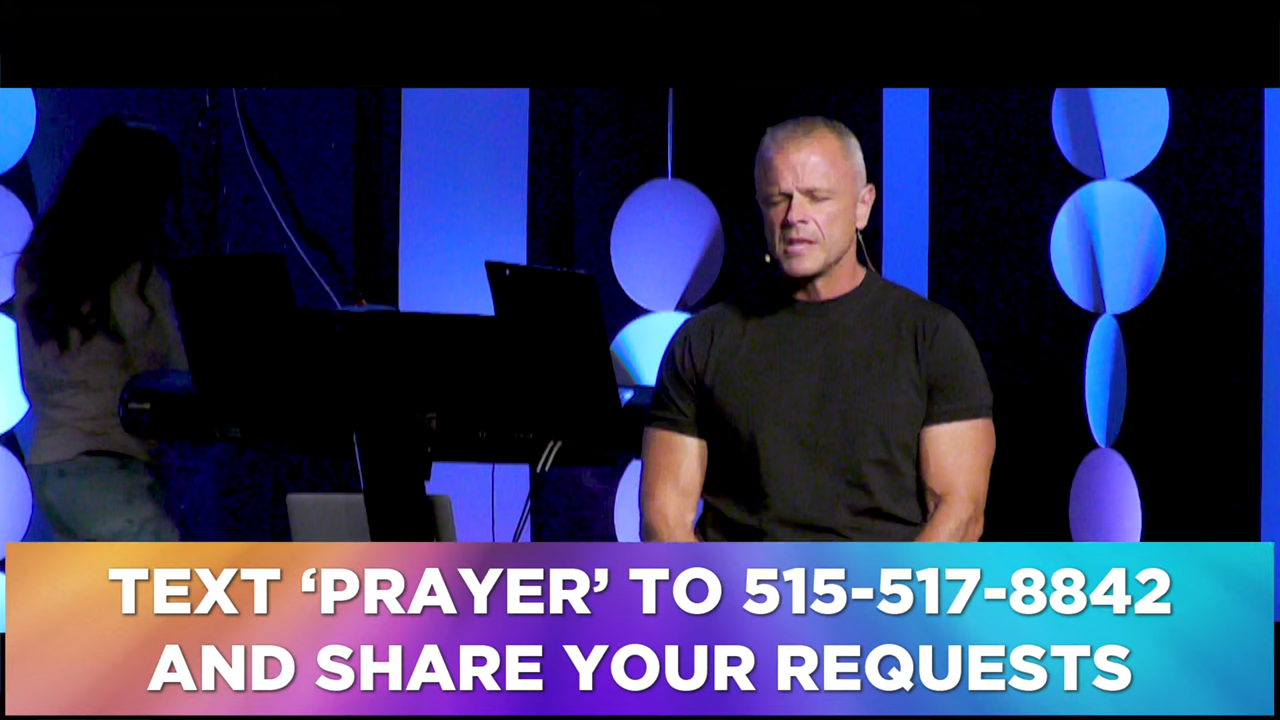 TEXT ‘PRAYER’ TO 515-517-8842
AND SHARE YOUR REQUESTS